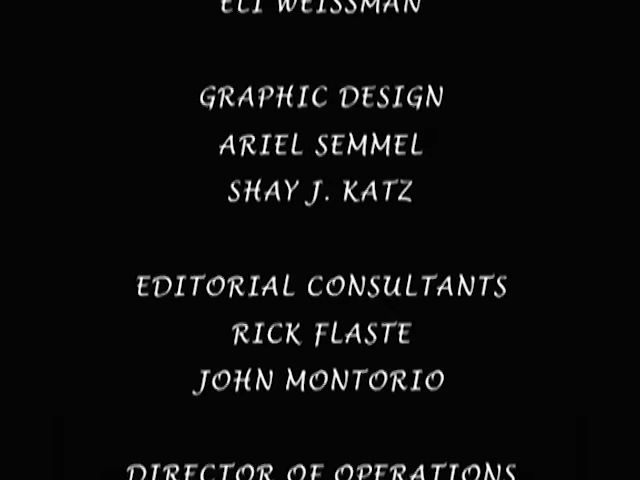 ELI WEISSMAN
GRAPHIC DESIGN
ARIEL SEMMEL
SHAY J. KATZ
EDITORIAL CONSULTANTS
RICK FLASTE
JOHN MONTORIO
DIRECTOR OF OPERATIONS